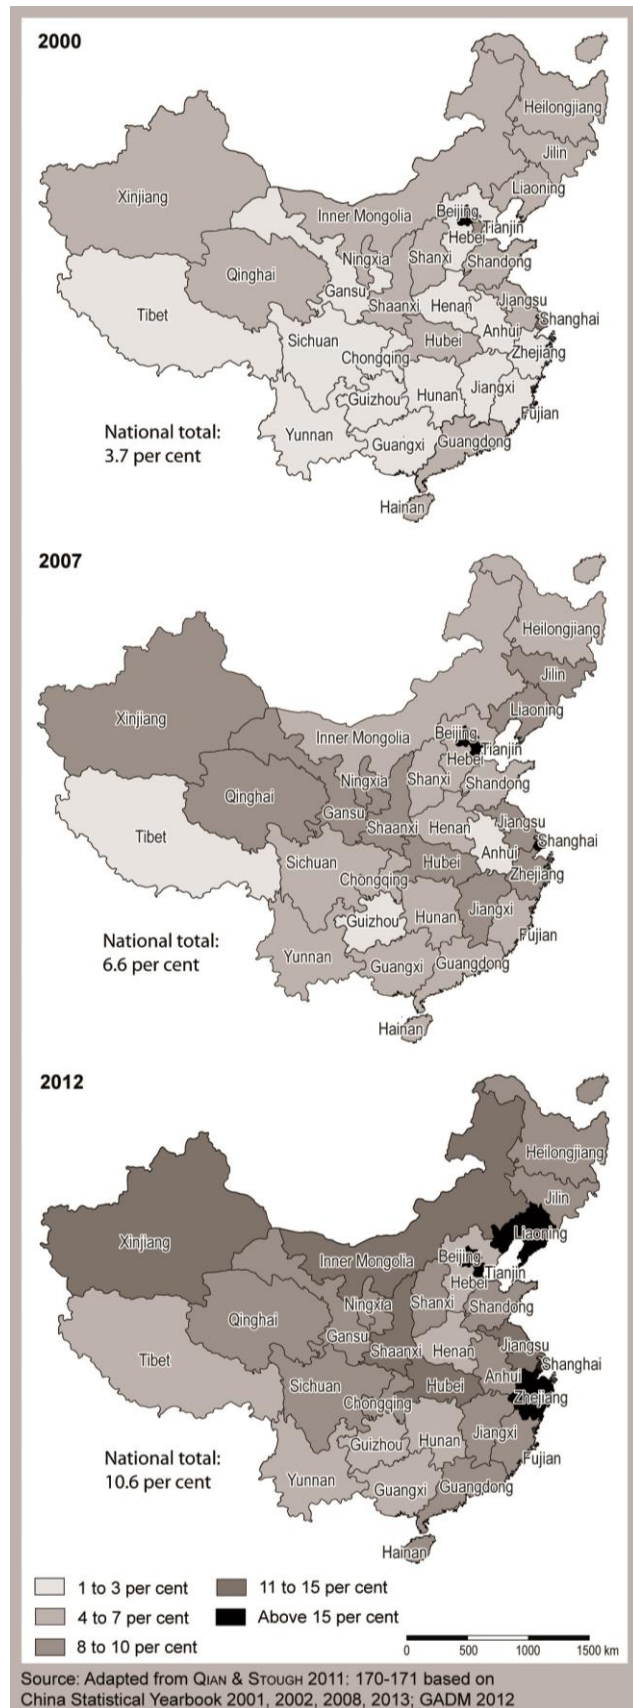 2000
Heilongjiang
Jilin
Liaoning
Xinjiang
Inner Mongolia
Beijing
Tianjin
Hebei
Ningxia
Shanxi
Shandong
Qinghai
Gansu
Shaanxi
Henan
Jiangsu
Tibet
Sichuan
Hubei
Anhui
Shanghai
Chongqing
Zhejiang
Guizhou
Hunan
Jiangxi
Fujian
Yunnan
Guangxi
Guangdong
National total:
3.7 per cent
Hainan
2007
Heilongjiang
Jilin
Liaoning
Xinjiang
Inner Mongolia
Beijing
Tianjin
Hebei
Ningxia
Shanxi
Shandong
Qinghai
Gansu
Shaanxi
Henan
Jiangsu
Tibet
Sichuan
Hubei
Anhui
Shanghai
Chongqing
Zhejiang
Guizhou
Hunan
Jiangxi
Fujian
Yunnan
Guangxi
Guangdong
National total:
6.6 per cent
Hainan
2012
Heilongjiang
Jilin
Liaoning
Xinjiang
Inner Mongolia
Beijing
Tianjin
Hebei
Ningxia
Shanxi
Shandong
Qinghai
Gansu
Shaanxi
Henan
Jiangsu
Tibet
Sichuan
Hubei
Anhui
Shanghai
Chongqing
Zhejiang
Guizhou
Hunan
Jiangxi
Fujian
Yunnan
Guangxi
Guangdong
National total:
10.6 per cent
Hainan
1 to 3 per cent
11 to 15 per cent
4 to 7 per cent
Above 15 per cent
8 to 10 per cent
0 500 1000 1500 km
Source: Adapted from QIAN & STOUGH 2011: 170-171 based on
China Statistical Yearbook 2001, 2002, 2008, 2013; GADM 2012